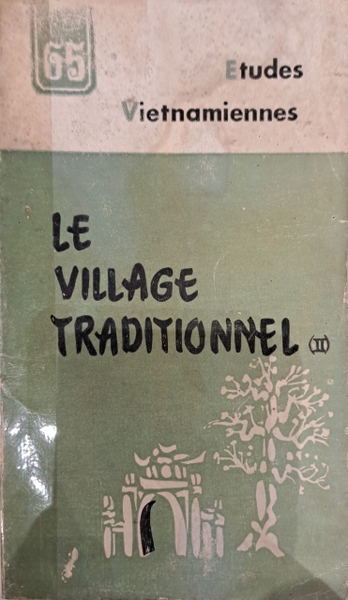 65
Etudes
Vietnamiennes
LE
VILLAGE
TRADITIONNEL (II)